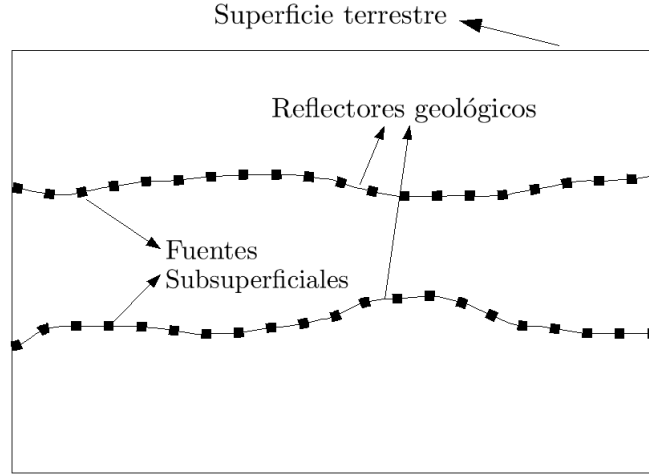 Superficie terrestre
Reflectores geológicos
Fuentes
Subsuperficiales